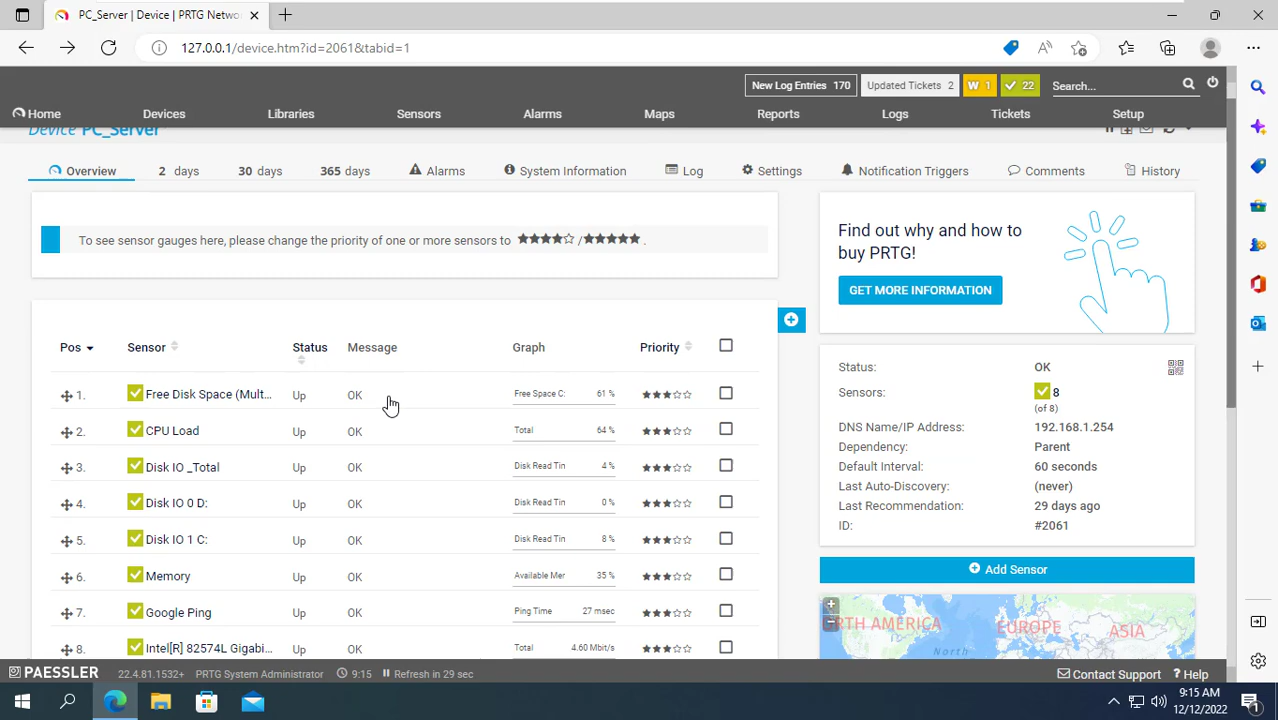 PC_Server | Device | PRTG Netwo
127.0.0.1/device.htm?id=2061&tabid=1
New Log Entries 170
Updated Tickets 2
W 1
22
Search...
Home Devices Libraries Sensors Alarms Maps Reports Logs Tickets Setup
Device PC_Server
Overview 2 days 30 days 365 days Alarms System Information Log Settings Notification Triggers Comments History
To see sensor gauges here, please change the priority of one or more sensors to ★★★★☆/★★★★★.
Find out why and how to
buy PRTG!
GET MORE INFORMATION
Pos Sensor Status Message Graph Priority
1. Free Disk Space (Mult... Up OK Free Space C: 61 %
2. CPU Load Up OK Total 64 %
3. Disk IO _Total Up OK Disk Read Tin 4 %
4. Disk IO 0 D: Up OK Disk Read Tin 0 %
5. Disk IO 1 C: Up OK Disk Read Tin 8 %
6. Memory Up OK Available Mer 35 %
7. Google Ping Up OK Ping Time 27 msec
8. Intel[R] 82574L Gigabi... Up OK Total 4.60 Mbit/s
Status: OK
Sensors: 8
(of 8)
DNS Name/IP Address: 192.168.1.254
Dependency: Parent
Default Interval: 60 seconds
Last Auto-Discovery: (never)
Last Recommendation: 29 days ago
ID: #2061
Add Sensor
RTH AMERICA
EUROPE
ASIA
North
PAESSLER 22.4.81.1532+ PRTG System Administrator 9:15 Refresh in 29 sec Contact Support ? Help
9:15 AM
12/12/2022
1